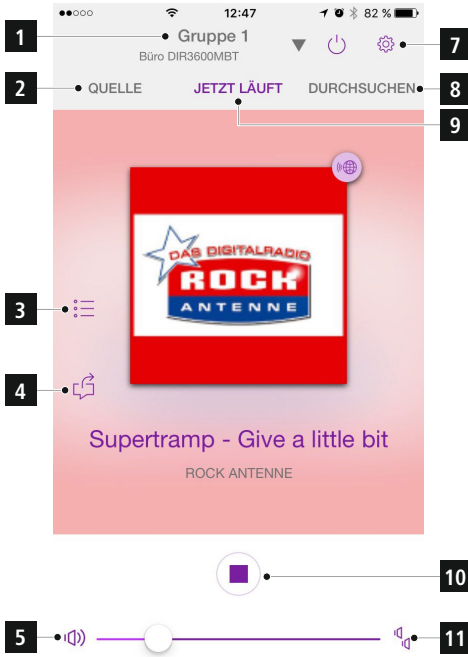 12:47
82 %
1
Gruppe 1
7
Büro DIR3600MBT
2
QUELLE
JETZT LÄUFT
DURCHSUCHEN
8
9
DAS DIGITALRADIO
ROCK
ANTENNE
3
4
Supertramp - Give a little bit
ROCK ANTENNE
10
5
11